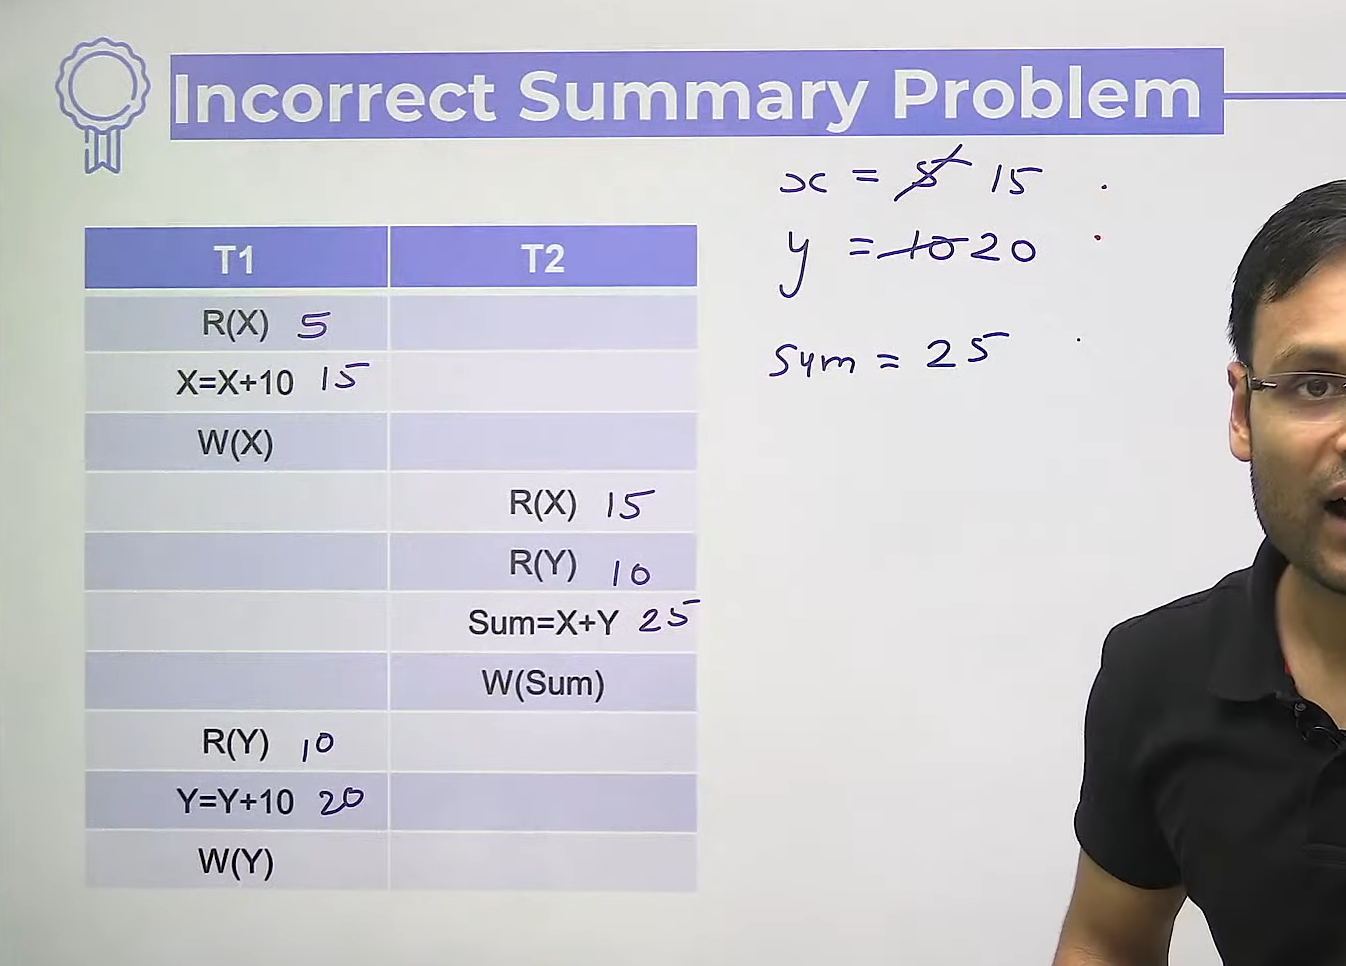 Incorrect Summary Problem
x = 5 15
y = 10 20
Sum = 25
T1 T2
R(X) 5
X=X+10 15
W(X)
R(X) 15
R(Y) 10
Sum=X+Y 25
W(Sum)
R(Y) 10
Y=Y+10 20
W(Y)